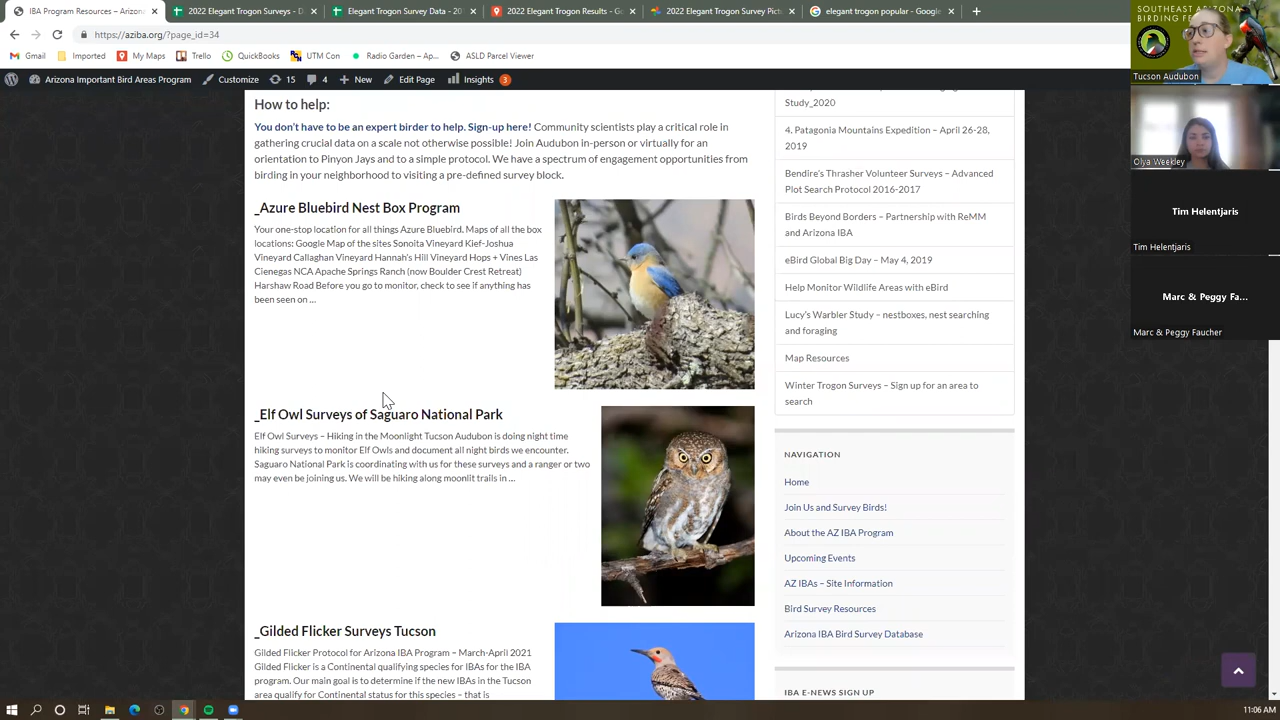 IBA Program Resources – Arizon
2022 Elegant Trogon Surveys – D
Elegant Trogon Survey Data - 20
2022 Elegant Trogon Results - Go
2022 Elegant Trogon Survey Pict
elegant trogon popular - Google
https://aziba.org/?page_id=34
Gmail
Imported
My Maps
Trello
QuickBooks
UTM Con
Radio Garden – Ap...
ASLD Parcel Viewer
Arizona Important Bird Areas Program
Customize
15
4
New
Edit Page
Insights
3
How to help:
You don't have to be an expert birder to help. Sign-up here! Community scientists play a critical role in
gathering crucial data on a scale not otherwise possible! Join Audubon in-person or virtually for an
orientation to Pinyon Jays and to a simple protocol. We have a spectrum of engagement opportunities from
birding in your neighborhood to visiting a pre-defined survey block.
_Azure Bluebird Nest Box Program
Your one-stop location for all things Azure Bluebird. Maps of all the box
locations: Google Map of the sites Sonoita Vineyard Kief-Joshua
Vineyard Callaghan Vineyard Hannah's Hill Vineyard Hops + Vines Las
Cienegas NCA Apache Springs Ranch (now Boulder Crest Retreat)
Harshaw Road Before you go to monitor, check to see if anything has
been seen on ...
_Elf Owl Surveys of Saguaro National Park
Elf Owl Surveys – Hiking in the Moonlight Tucson Audubon is doing night time
hiking surveys to monitor Elf Owls and document all night birds we encounter.
Saguaro National Park is coordinating with us for these surveys and a ranger or two
may even be joining us. We will be hiking along moonlit trails in ...
_Gilded Flicker Surveys Tucson
Gilded Flicker Protocol for Arizona IBA Program – March-April 2021
Gilded Flicker is a Continental qualifying species for IBAs for the IBA
program. Our main goal is to determine if the new IBAs in the Tucson
area qualify for Continental status for this species – that is
Study_2020
4. Patagonia Mountains Expedition – April 26-28,
2019
Bendire's Thrasher Volunteer Surveys – Advanced
Plot Search Protocol 2016-2017
Birds Beyond Borders – Partnership with ReMM
and Arizona IBA
eBird Global Big Day – May 4, 2019
Help Monitor Wildlife Areas with eBird
Lucy's Warbler Study – nestboxes, nest searching
and foraging
Map Resources
Winter Trogon Surveys – Sign up for an area to
search
NAVIGATION
Home
Join Us and Survey Birds!
About the AZ IBA Program
Upcoming Events
AZ IBAs – Site Information
Bird Survey Resources
Arizona IBA Bird Survey Database
IBA E-NEWS SIGN UP
SOUTHEAST ARIZONA
Tucson Audubon
Olya Weekley
Tim Helentjaris
Tim Helentjaris
Marc & Peggy Fa...
Marc & Peggy Faucher
11:06 AM